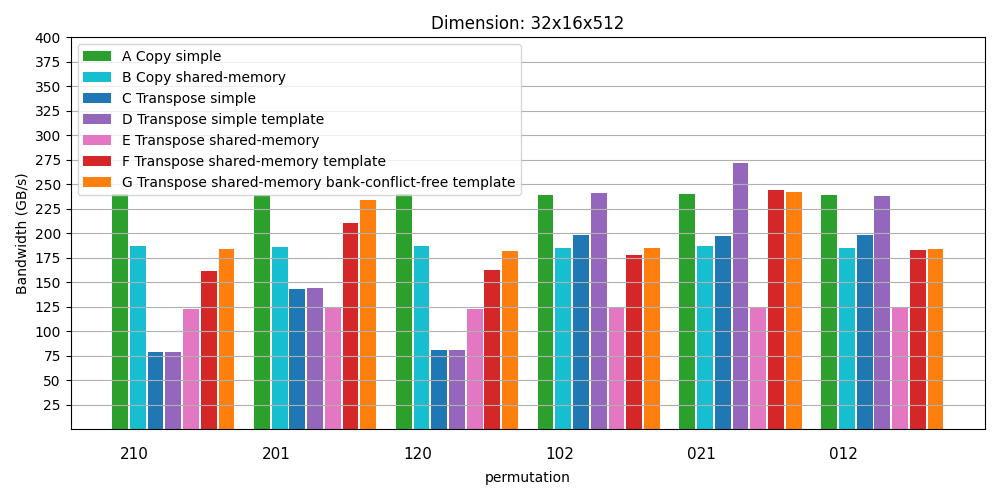 Dimension: 32x16x512
400
375
350
325
300
275
250
225
200
175
150
125
100
75
50
25
Bandwidth (GB/s)
A Copy simple
B Copy shared-memory
C Transpose simple
D Transpose simple template
E Transpose shared-memory
F Transpose shared-memory template
G Transpose shared-memory bank-conflict-free template
210 201 120 102 021 012
permutation